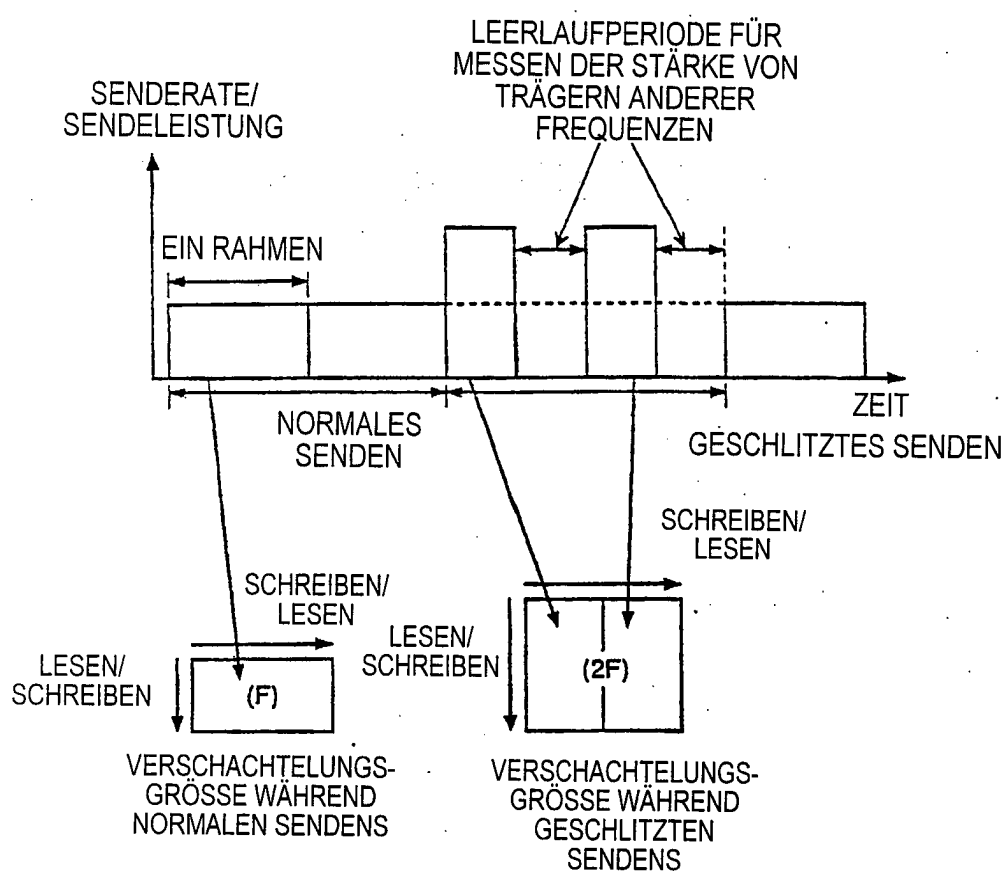 LEERLAUFPERIODE FÜR
MESSEN DER STÄRKE VON
TRÄGERN ANDERER
FREQUENZEN
SENDERATE/
SENDELEISTUNG
EIN RAHMEN
ZEIT
NORMALES
SENDEN
GESCHLITZTES SENDEN
SCHREIBEN/
LESEN
SCHREIBEN/
LESEN
LESEN/
SCHREIBEN
(F)
LESEN/
SCHREIBEN
(2F)
VERSCHACHTELUNGS-
GRÖSSE WÄHREND
NORMALEN SENDENS
VERSCHACHTELUNGS-
GRÖSSE WÄHREND
GESCHLITZTEN
SENDENS